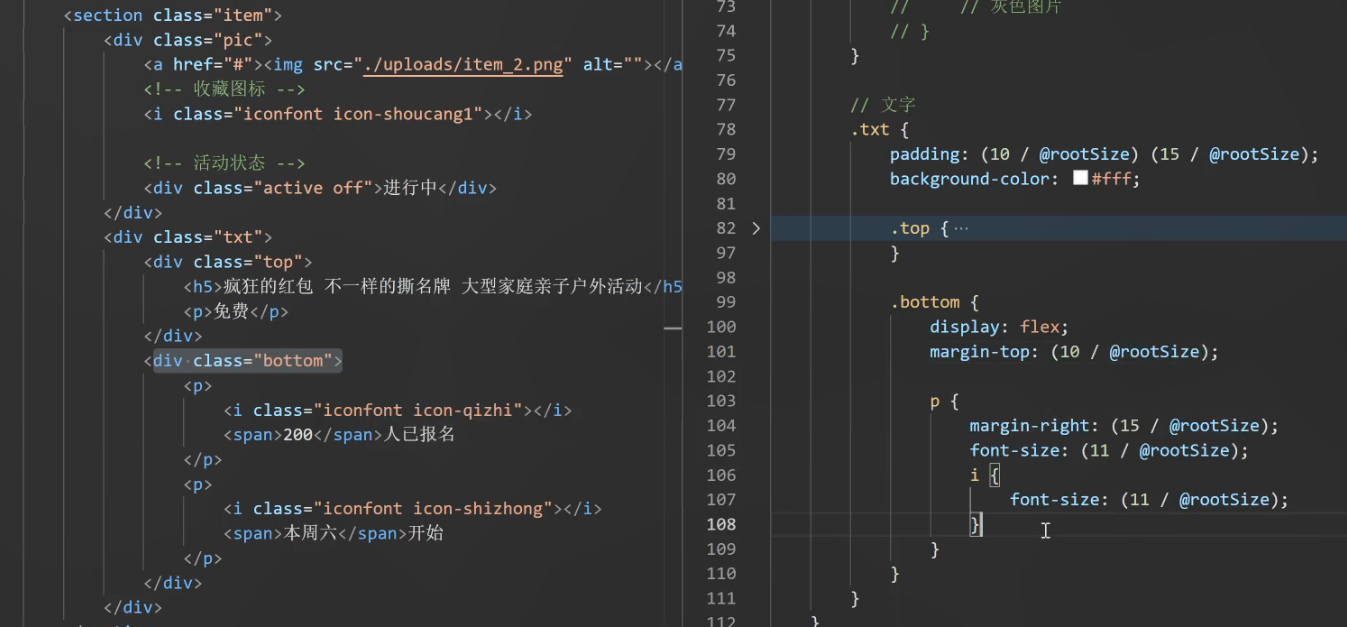 <section class="item">
<div class="pic">
<a href="#"><img src="./uploads/item_2.png" alt=""></a
<!-- 收藏图标 -->
<i class="iconfont icon-shoucang1"></i>
<!-- 活动状态 -->
<div class="active off">进行中</div>
</div>
<div class="txt">
<div class="top">
<h5>疯狂的红包 不一样的撕名牌 大型家庭亲子户外活动</h5
<p>免费</p>
</div>
<div class="bottom">
<p>
<i class="iconfont icon-qizhi"></i>
<span>200</span>人已报名
</p>
<p>
<i class="iconfont icon-shizhong"></i>
<span>本周六</span>开始
</p>
</div>
</div>
73 // // 灰色图片
74 // }
75 }
76
77 // 文字
78 .txt {
79 padding: (10 / @rootSize) (15 / @rootSize);
80 background-color: #fff;
81
82 > .top { ···
97 }
98
99 .bottom {
100 display: flex;
101 margin-top: (10 / @rootSize);
102
103 p {
104 margin-right: (15 / @rootSize);
105 font-size: (11 / @rootSize);
106 i {
107 font-size: (11 / @rootSize);
108 }
109 }
110 }
111 }
112 }